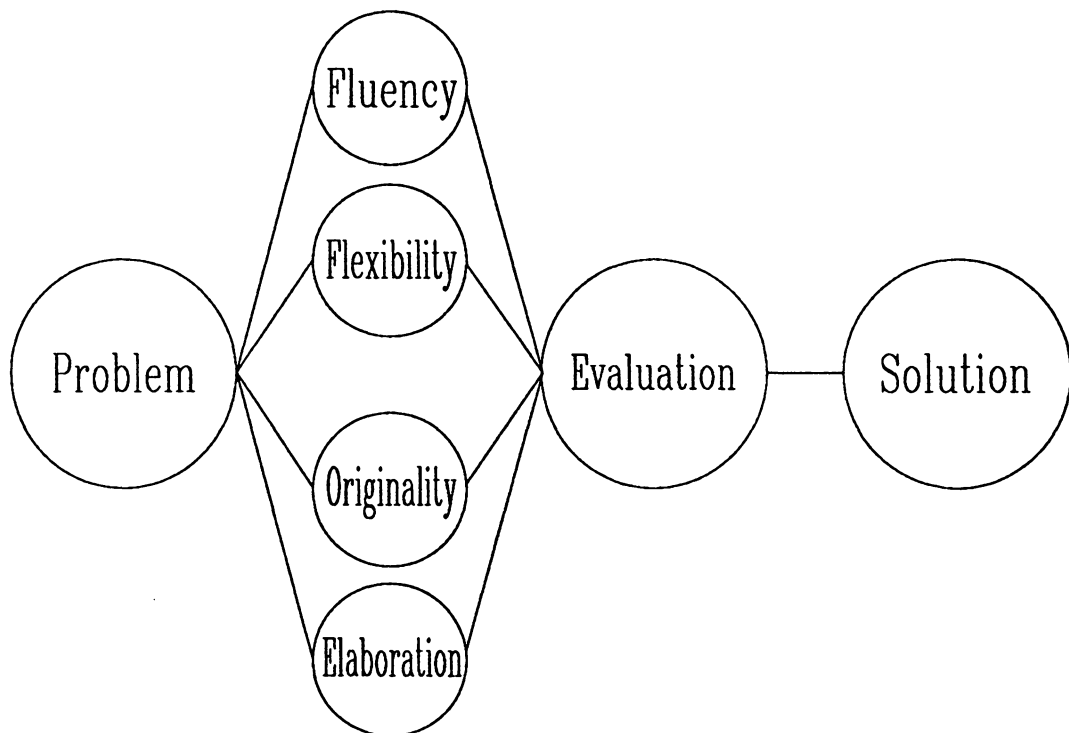 Fluency
Flexibility
Problem
Evaluation
Solution
Originality
Elaboration